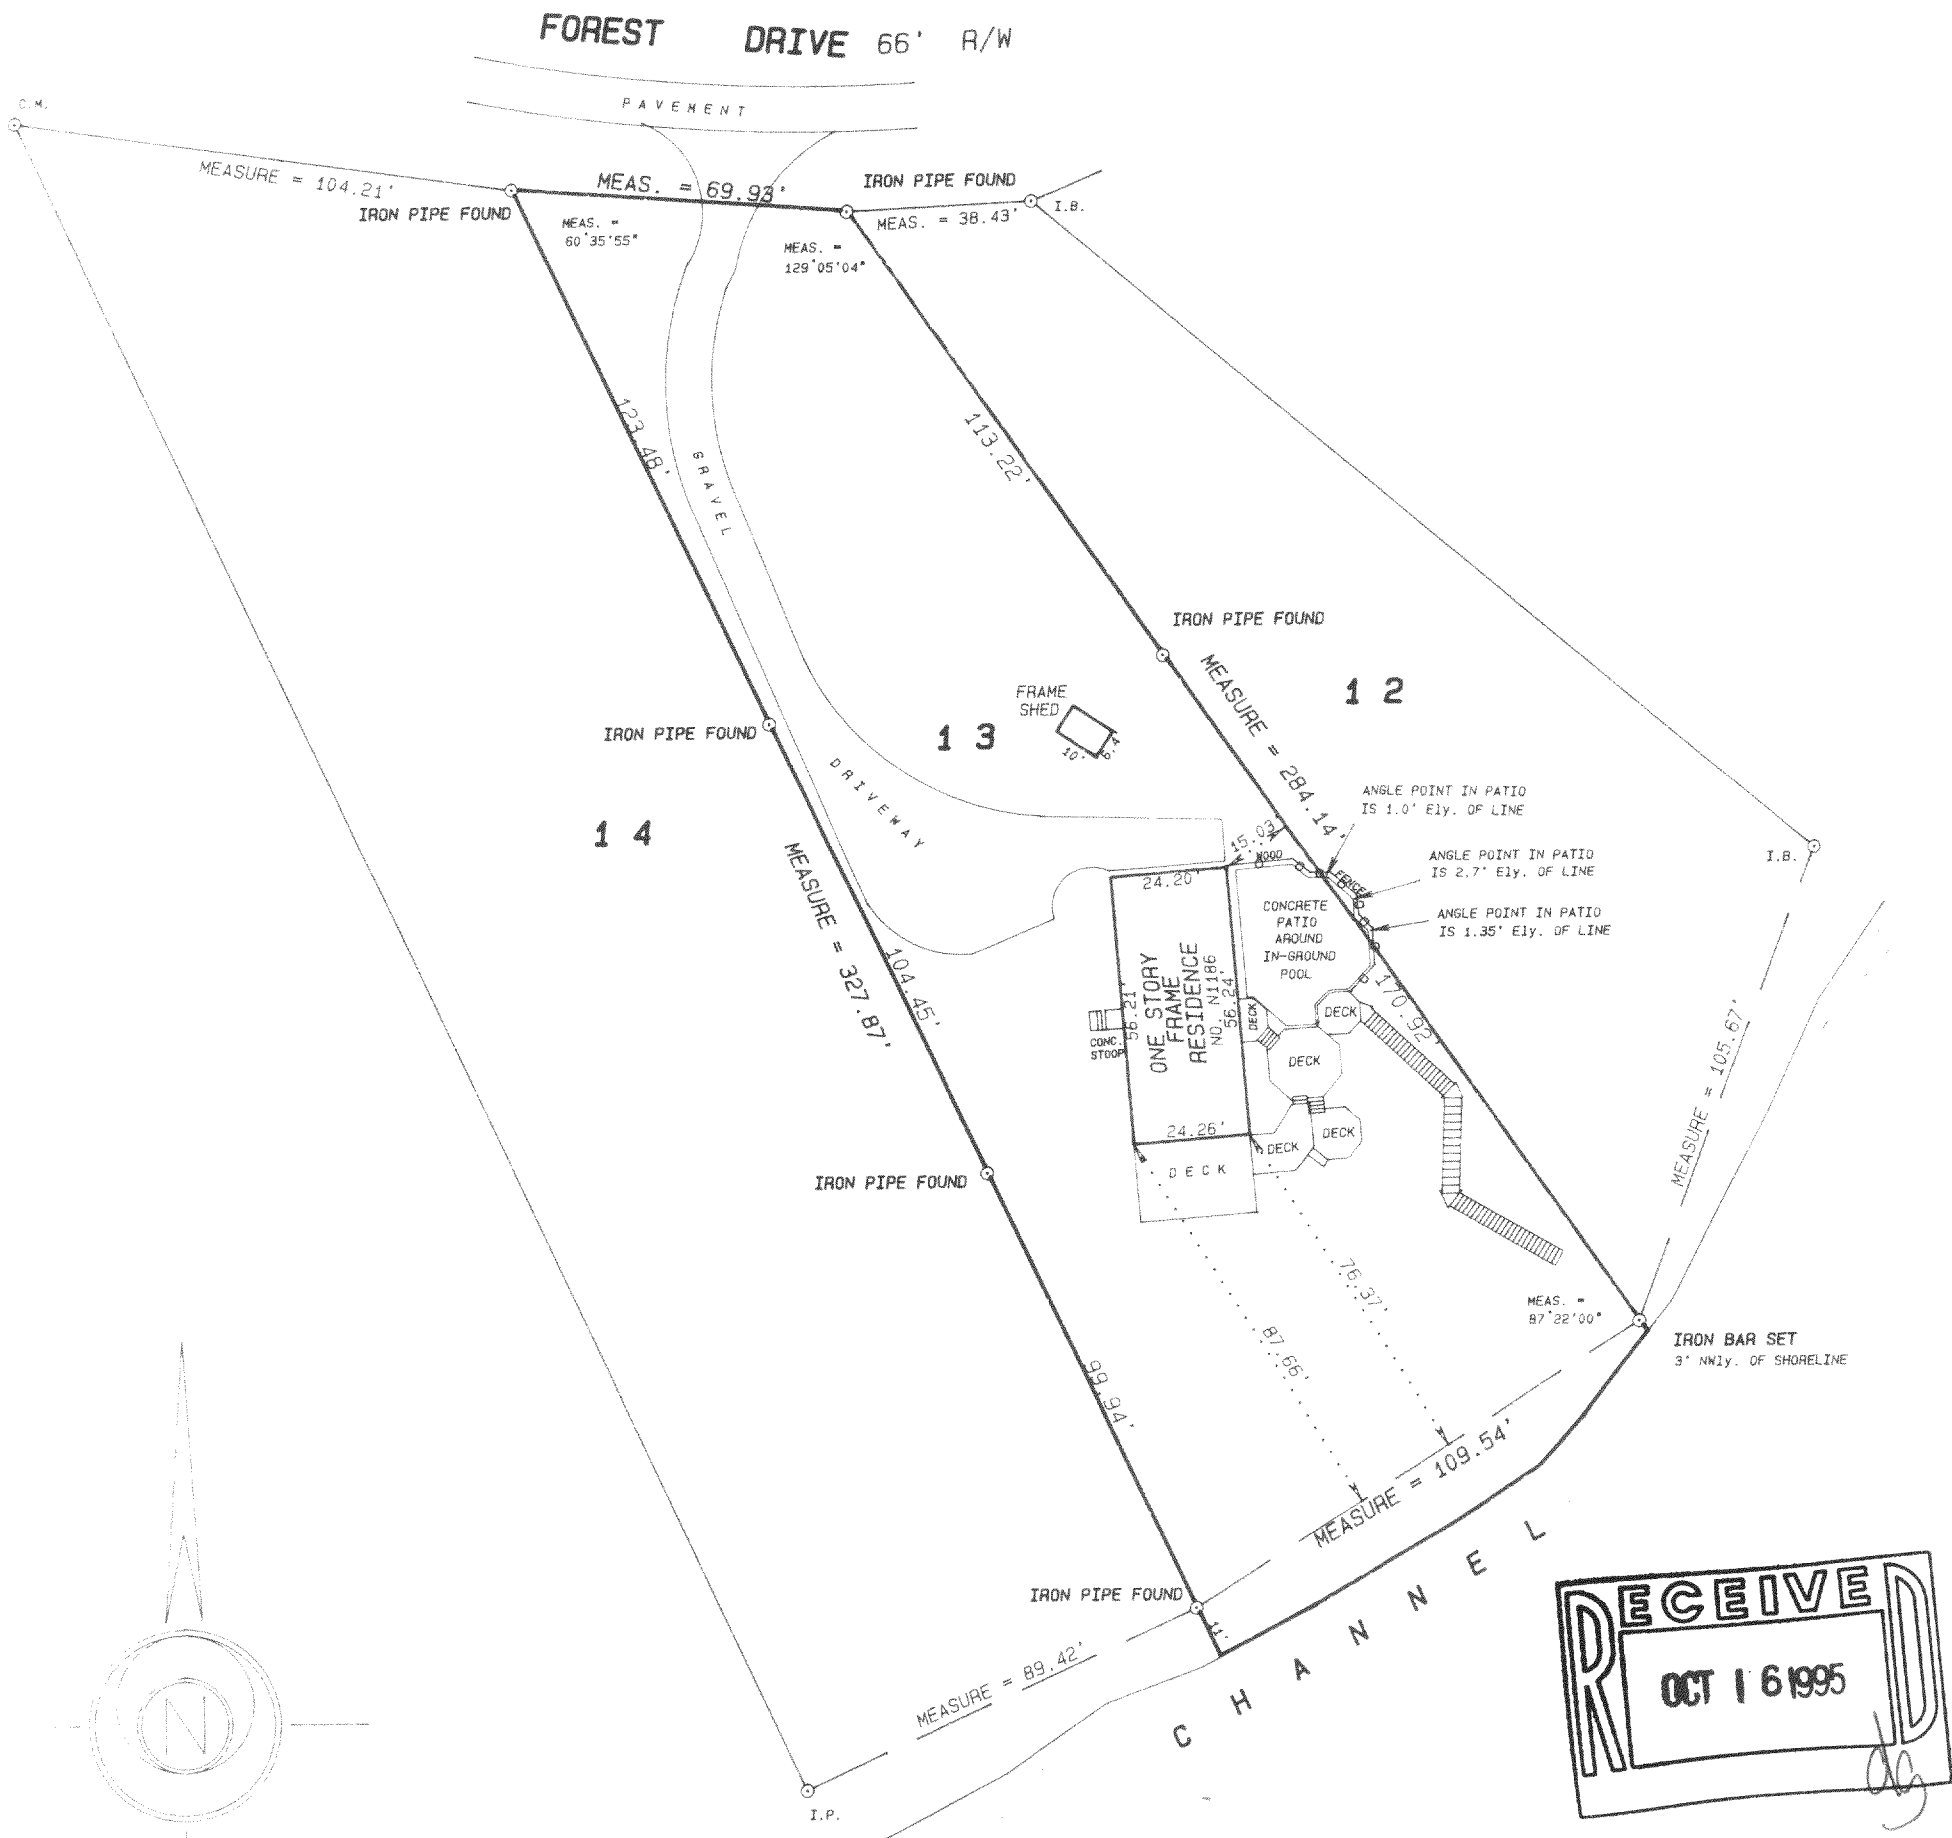 FOREST DRIVE 66' R/W
PAVEMENT
C.M.
MEASURE = 104.21'
MEAS. = 69.93'
IRON PIPE FOUND
I.B.
MEAS. = 38.43'
IRON PIPE FOUND
MEAS. =
60°35'55"
MEAS. =
129°05'04"
123.48'
113.22'
GRAVEL
IRON PIPE FOUND
MEASURE = 284.14'
12
FRAME
SHED
10'
6.4'
13
IRON PIPE FOUND
DRIVEWAY
14
ANGLE POINT IN PATIO
IS 1.0' Ely. OF LINE
15.03'
WOOD
FENCE
ANGLE POINT IN PATIO
IS 2.7' Ely. OF LINE
I.B.
MEASURE = 327.87'
24.20'
CONCRETE
PATIO
AROUND
IN-GROUND
POOL
ANGLE POINT IN PATIO
IS 1.35' Ely. OF LINE
104.45'
56.21'
ONE STORY
FRAME
RESIDENCE
NO. N1186
56.24'
DECK
DECK
170.92'
CONC.
STOOP
DECK
MEASURE = 105.67'
24.26'
DECK
DECK
DECK
IRON PIPE FOUND
76.37'
87.66'
MEAS. =
87°22'00"
IRON BAR SET
3' NWly. OF SHORELINE
99.94'
MEASURE = 109.54'
IRON PIPE FOUND
11'
CHANNEL
MEASURE = 89.42'
I.P.
N
RECEIVED
OCT 16 1995